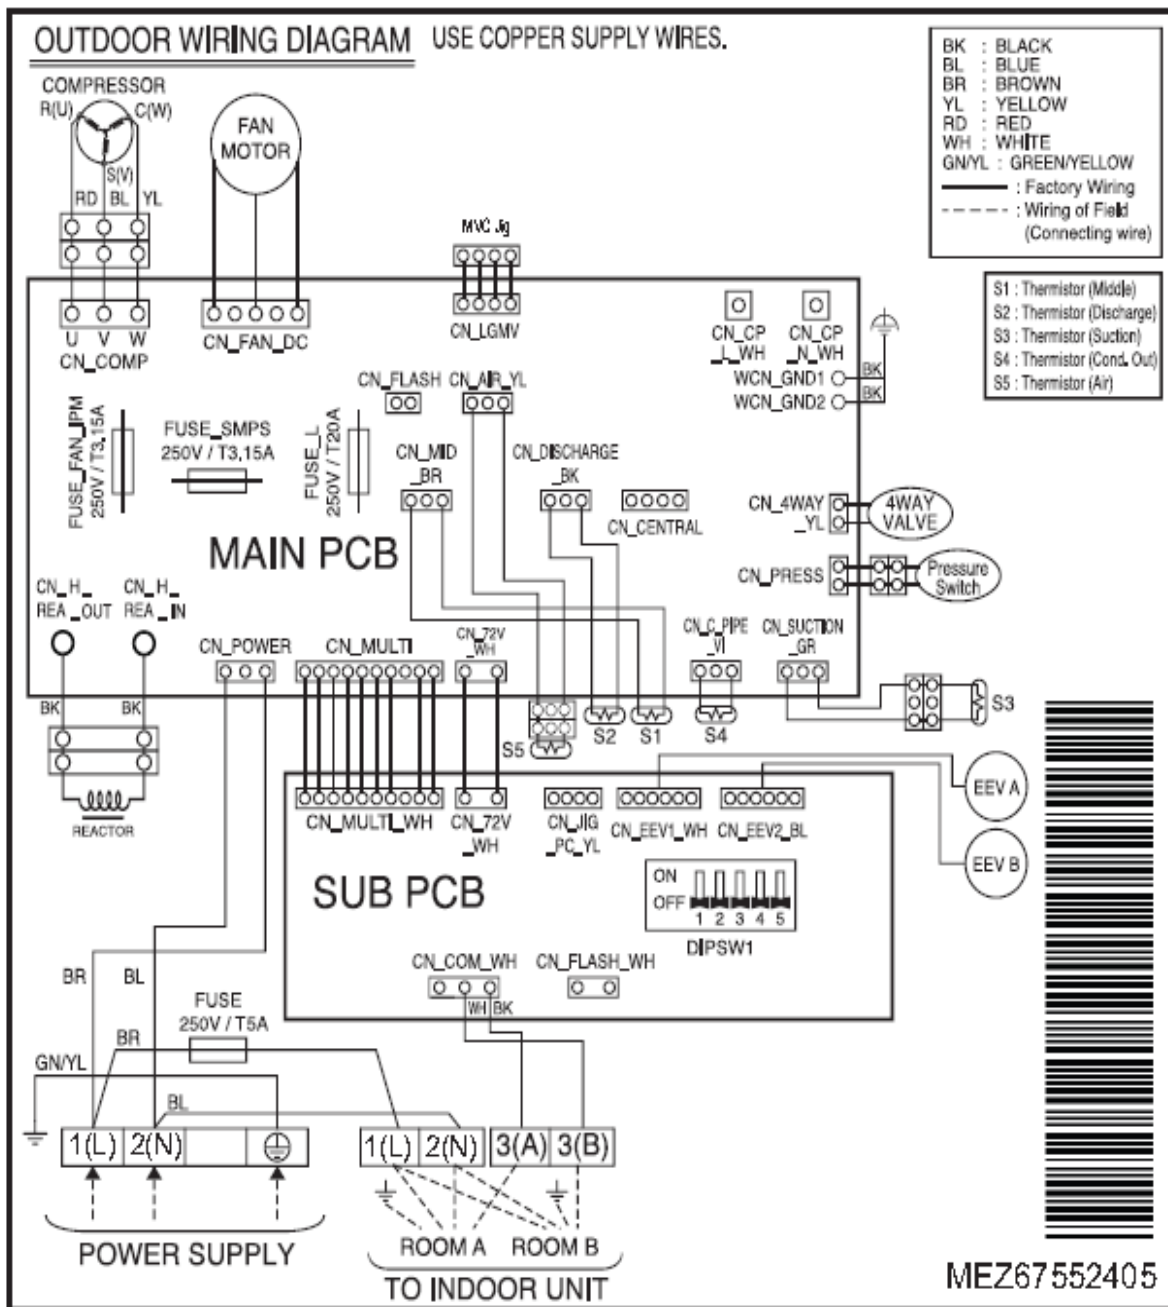 OUTDOOR WIRING DIAGRAM USE COPPER SUPPLY WIRES.
BK : BLACK
BL : BLUE
BR : BROWN
YL : YELLOW
RD : RED
WH : WHITE
GN/YL : GREEN/YELLOW
: Factory Wiring
: Wiring of Field
(Connecting wire)
S1 : Thermistor (Middle)
S2 : Thermistor (Discharge)
S3 : Thermistor (Suction)
S4 : Thermistor (Cond. Out)
S5 : Thermistor (Air)
COMPRESSOR
R(U) C(W)
S(V)
RD BL YL
FAN
MOTOR
MVC Jig
U V W
CN_COMP
CN_FAN_DC
CN_LGMV
CN_CP
_L_WH
CN_CP
_N_WH
WCN_GND1
BK
WCN_GND2
BK
CN_FLASH
CN_AIR_YL
FUSE_FAN_IPM
250V / T3.15A
FUSE_SMPS
250V / T3.15A
FUSE_L
250V / T20A
CN_MID
_BR
CN_DISCHARGE
_BK
CN_CENTRAL
CN_4WAY
_YL
4WAY
VALVE
MAIN PCB
CN_PRESS
Pressure
Switch
CN_H_
REA_OUT
CN_H_
REA_IN
CN_POWER
CN_MULTI
CN_72V
_WH
CN_C_PIPE
_VI
CN_SUCTION
_GR
BK
BK
REACTOR
S5
S2
S1
S4
S3
CN_MULTI_WH
CN_72V
_WH
CN_JIG
_PC_YL
CN_EEV1_WH
CN_EEV2_BL
EEV A
EEV B
SUB PCB
ON
OFF
1 2 3 4 5
DIPSW1
CN_COM_WH
CN_FLASH_WH
WH BK
BR
BL
FUSE
250V / T5A
BR
GN/YL
BL
1(L) 2(N)
1(L) 2(N) 3(A) 3(B)
POWER SUPPLY
ROOM A ROOM B
TO INDOOR UNIT
MEZ67552405